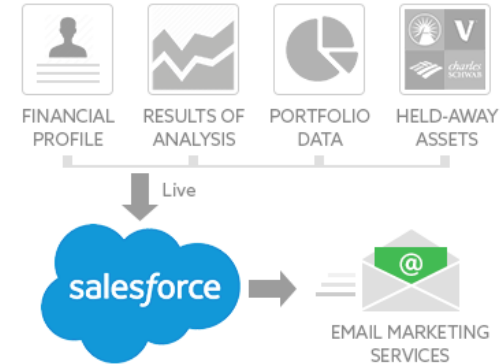 V
charles
SCHWAB
FINANCIAL
PROFILE
RESULTS OF
ANALYSIS
PORTFOLIO
DATA
HELD-AWAY
ASSETS
Live
salesforce
@
EMAIL MARKETING
SERVICES